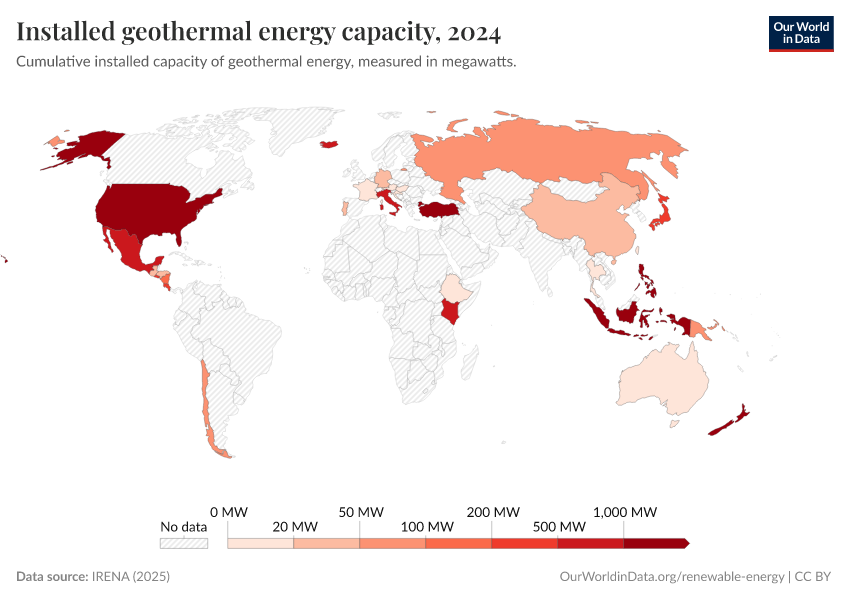 Installed geothermal energy capacity, 2024
Our World
in Data
Cumulative installed capacity of geothermal energy, measured in megawatts.
No data
0 MW
20 MW
50 MW
100 MW
200 MW
500 MW
1,000 MW
Data source: IRENA (2025)
OurWorldinData.org/renewable-energy | CC BY